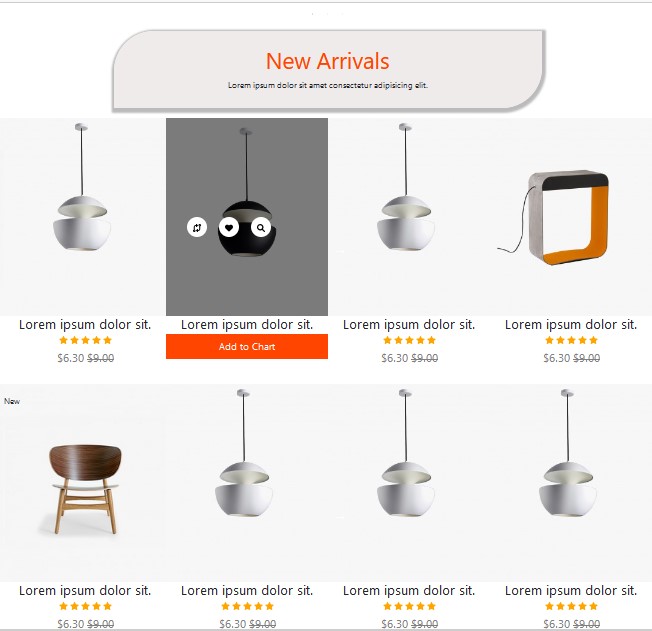 New Arrivals
Lorem ipsum dolor sit amet consectetur adipisicing elit.
Lorem ipsum dolor sit. Lorem ipsum dolor sit. Lorem ipsum dolor sit. Lorem ipsum dolor sit.
Add to Chart
$6.30 $9.00 $6.30 $9.00 $6.30 $9.00
New
Lorem ipsum dolor sit. Lorem ipsum dolor sit. Lorem ipsum dolor sit. Lorem ipsum dolor sit.
$6.30 $9.00 $6.30 $9.00 $6.30 $9.00 $6.30 $9.00